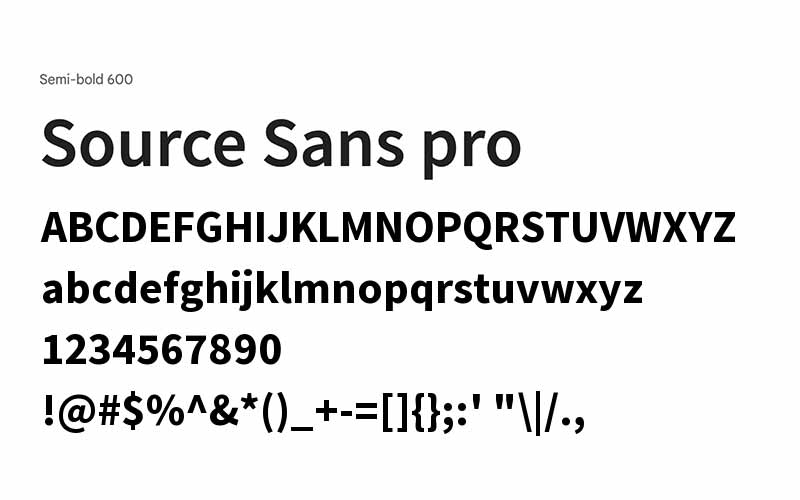 Semi-bold 600
Source Sans pro
ABCDEFGHIJKLMNOPQRSTUVWXYZ
abcdefghijklmnopqrstuvwxyz
1234567890
!@#$%^&*()_+-=[]{};:' "\|/.,